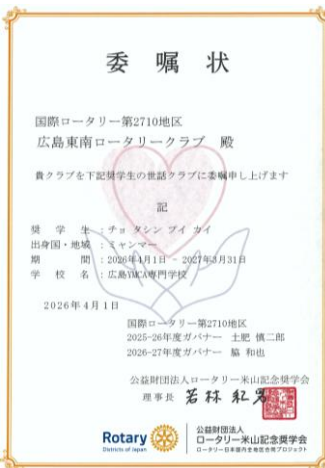 委嘱状
国際ロータリー第2710地区
広島東南ロータリークラブ 殿
貴クラブを下記奨学生の世話クラブに委嘱申し上げます
記
奨学生：チョ タシン ブイ カイ
出身国・地域：ミャンマー
期間：2026年4月1日 - 2027年3月31日
学校名：広島YMCA専門学校
2026年4月1日
国際ロータリー第2710地区
2025-26年度ガバナー 土肥 慎二郎
2026-27年度ガバナー 脇 和也
公益財団法人ロータリー米山記念奨学会
理事長 若林 紀男
Rotary
Districts of Japan
公益財団法人
ロータリー米山記念奨学会
ロータリー日本国内全地区合同プロジェクト